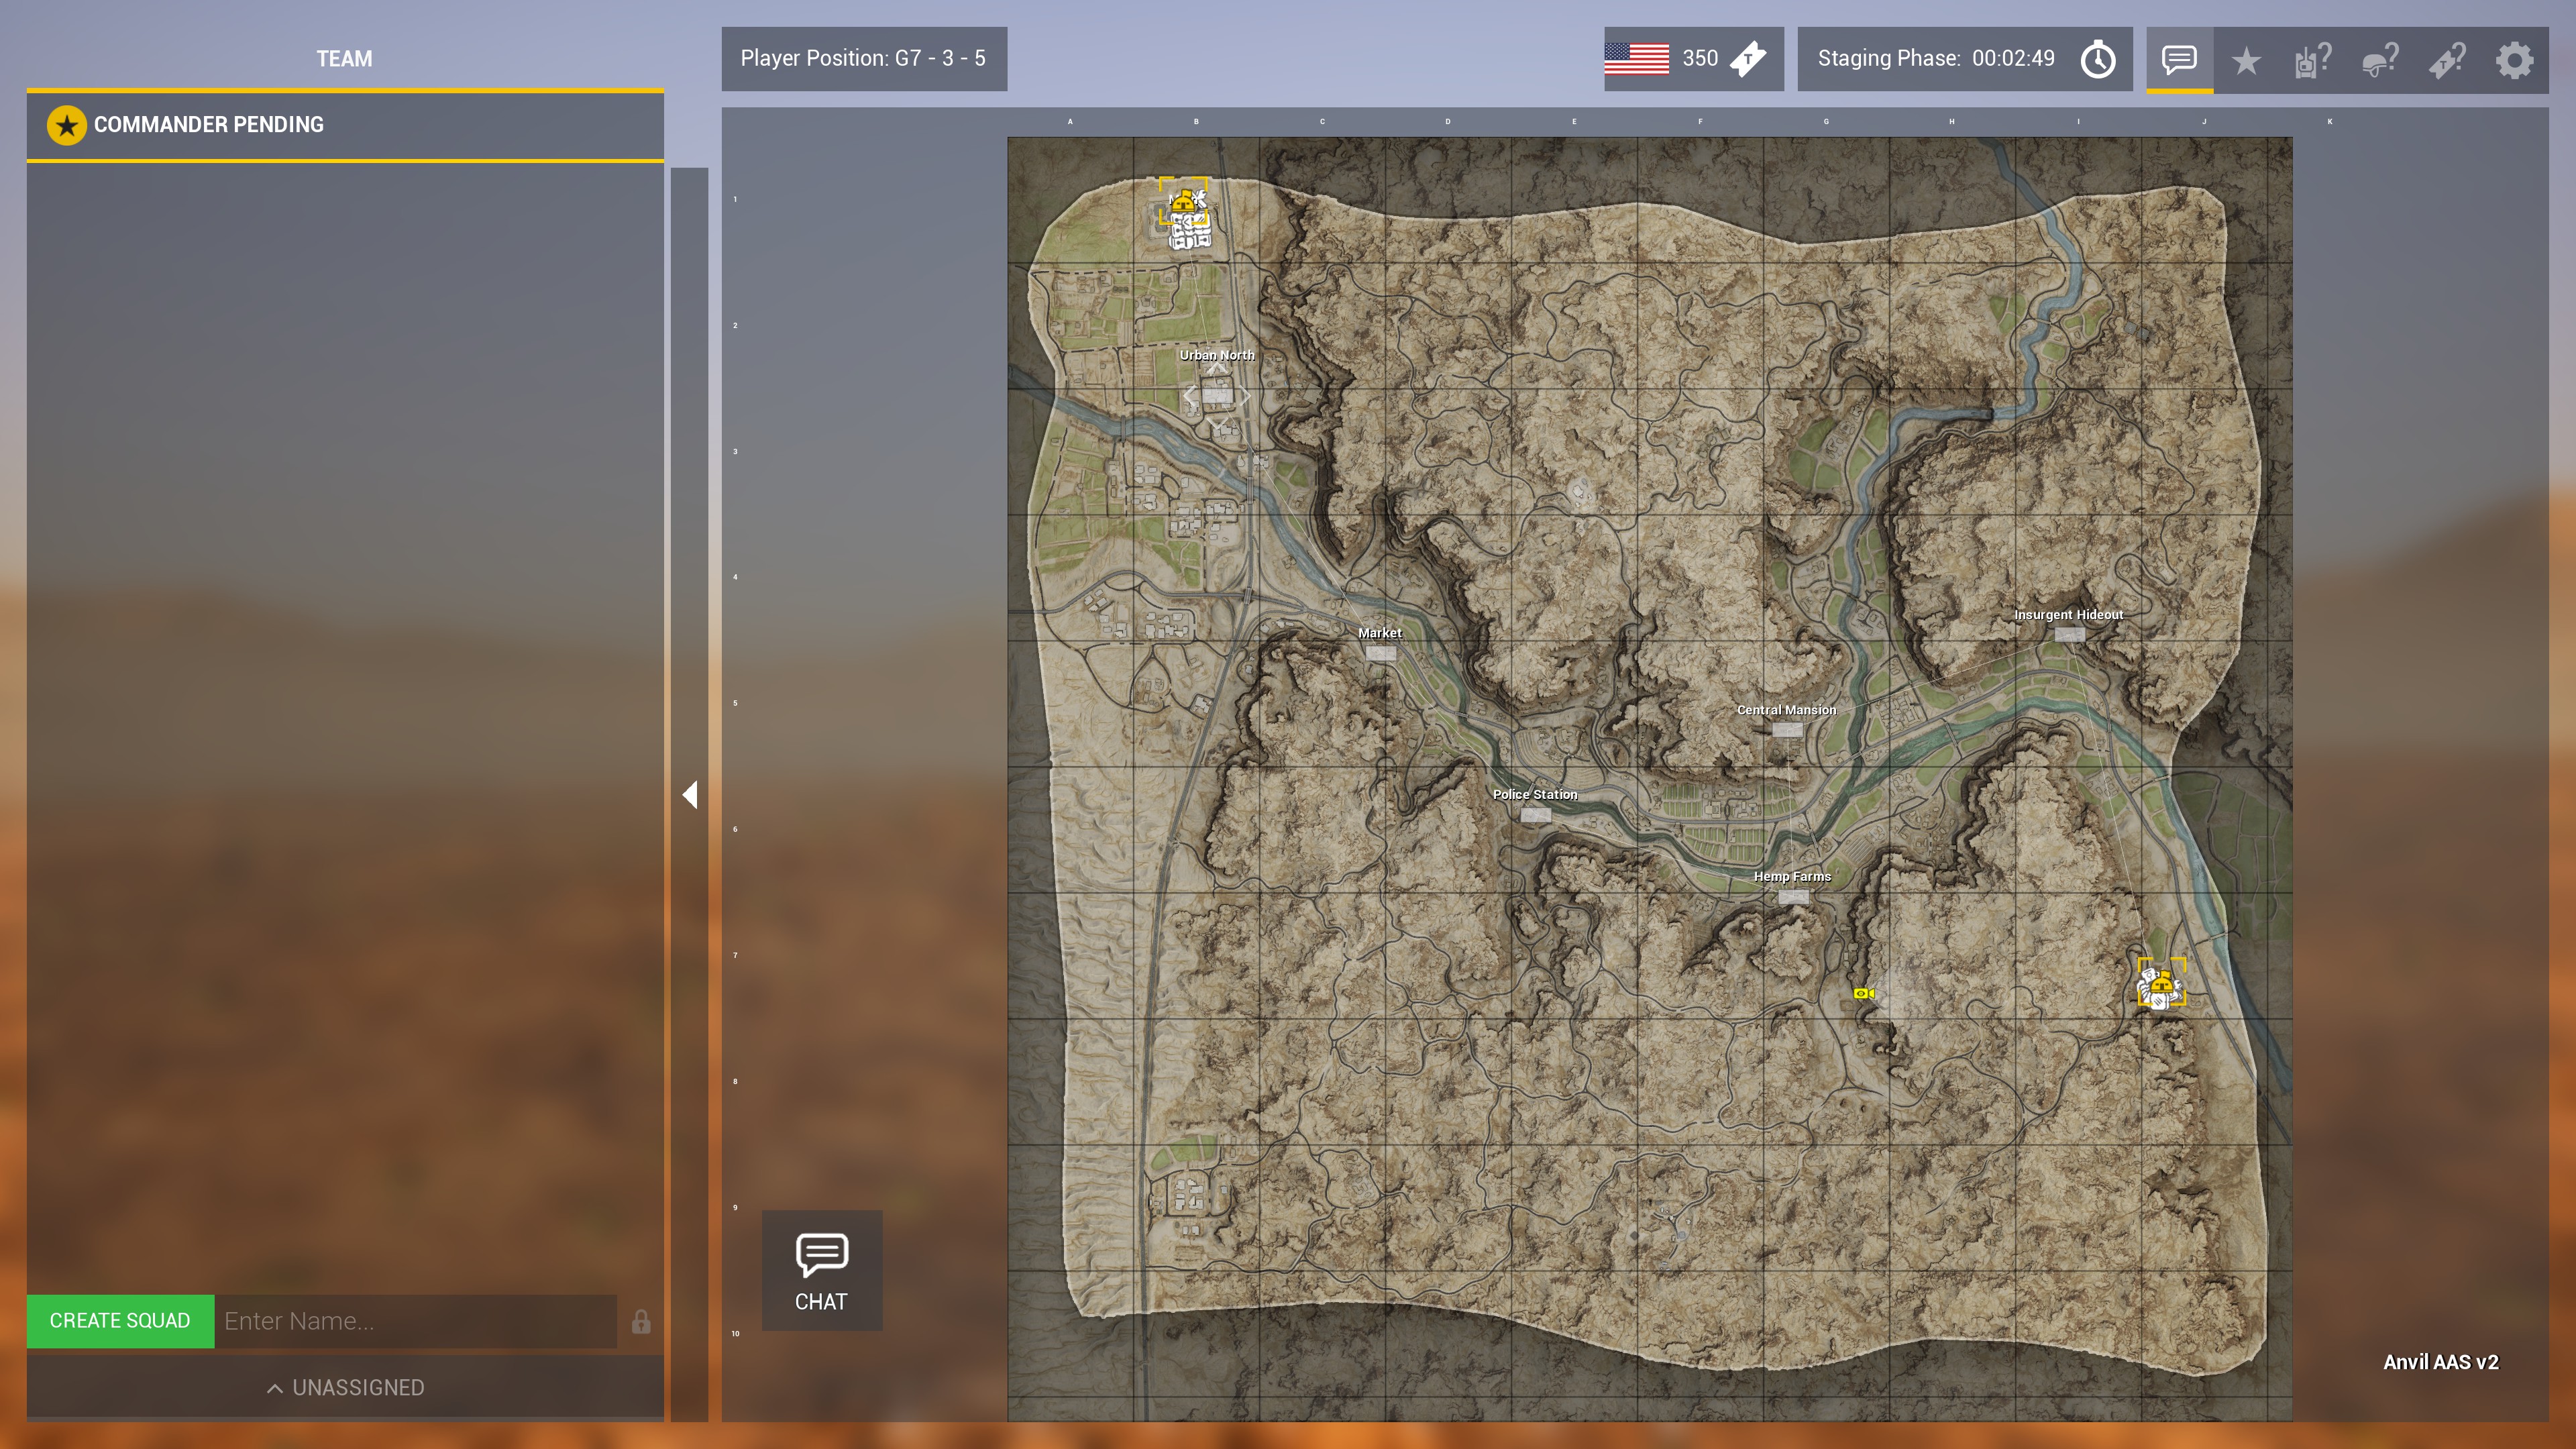 TEAM
Player Position: G7 - 3 - 5
350
Staging Phase: 00:02:49
COMMANDER PENDING
A B C D E F G H I J K
1
2
Urban North
3
4
Insurgent Hideout
Market
5
Central Mansion
Police Station
6
Hemp Farms
7
8
9
CHAT
CREATE SQUAD Enter Name...
10
Anvil AAS v2
UNASSIGNED